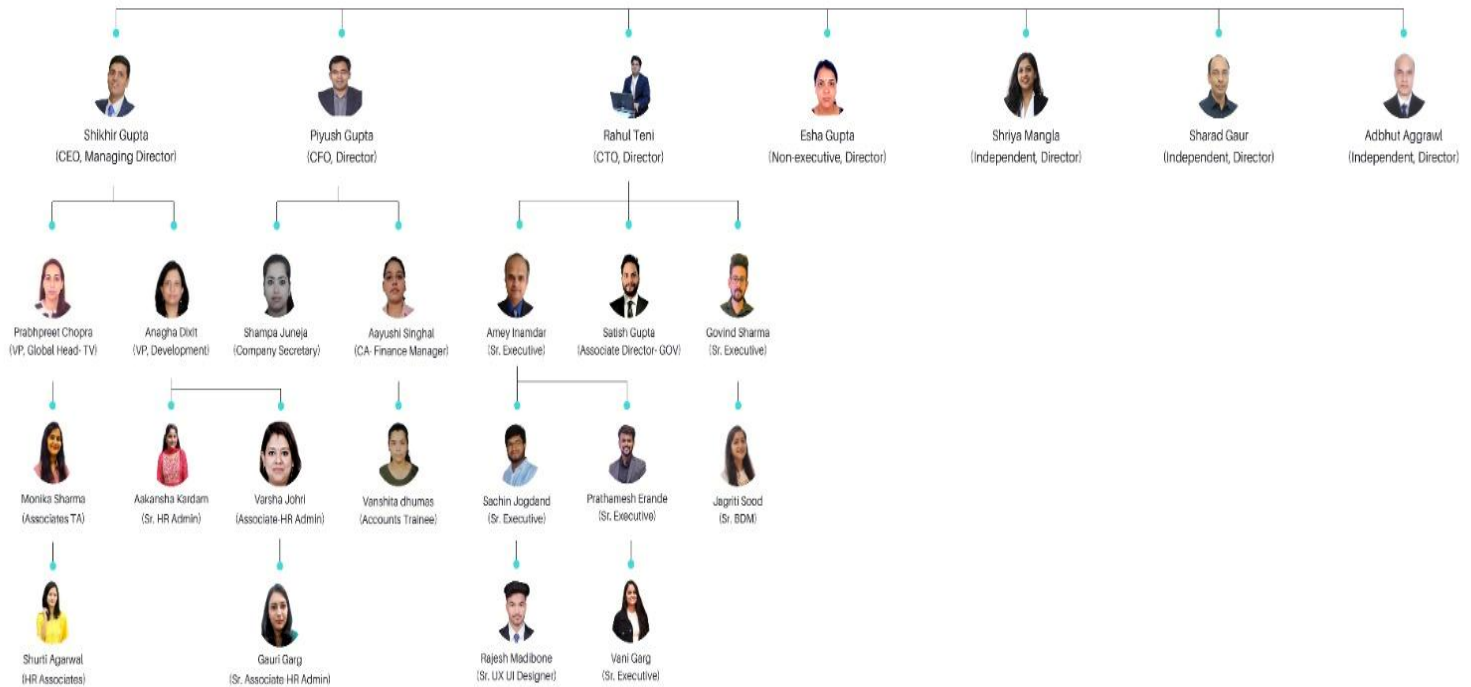 Shikhir Gupta
(CEO, Managing Director)
Piyush Gupta
(CFO, Director)
Rahul Teni
(CTO, Director)
Esha Gupta
(Non-executive, Director)
Shriya Mangla
(Independent, Director)
Sharad Gaur
(Independent, Director)
Adbhut Aggrawl
(Independent, Director)
Prabhpreet Chopra
(VP, Global Head- TV)
Anagha Dixit
(VP, Development)
Shampa Juneja
(Company Secretary)
Aayushi Singhal
(CA- Finance Manager)
Amey Inamdar
(Sr. Executive)
Satish Gupta
(Associate Director- GOV)
Govind Sharma
(Sr. Executive)
Monika Sharma
(Associates TA)
Aakansha Kardam
(Sr. HR Admin)
Varsha Johri
(Associate-HR Admin)
Vanshita dhumas
(Accounts Trainee)
Sachin Jogdand
(Sr. Executive)
Prathamesh Erande
(Sr. Executive)
Jagriti Sood
(Sr. BDM)
Shurti Agarwal
(HR Associates)
Gauri Garg
(Sr. Associate HR Admin)
Rajesh Madibone
(Sr. UX UI Designer)
Vani Garg
(Sr. Executive)